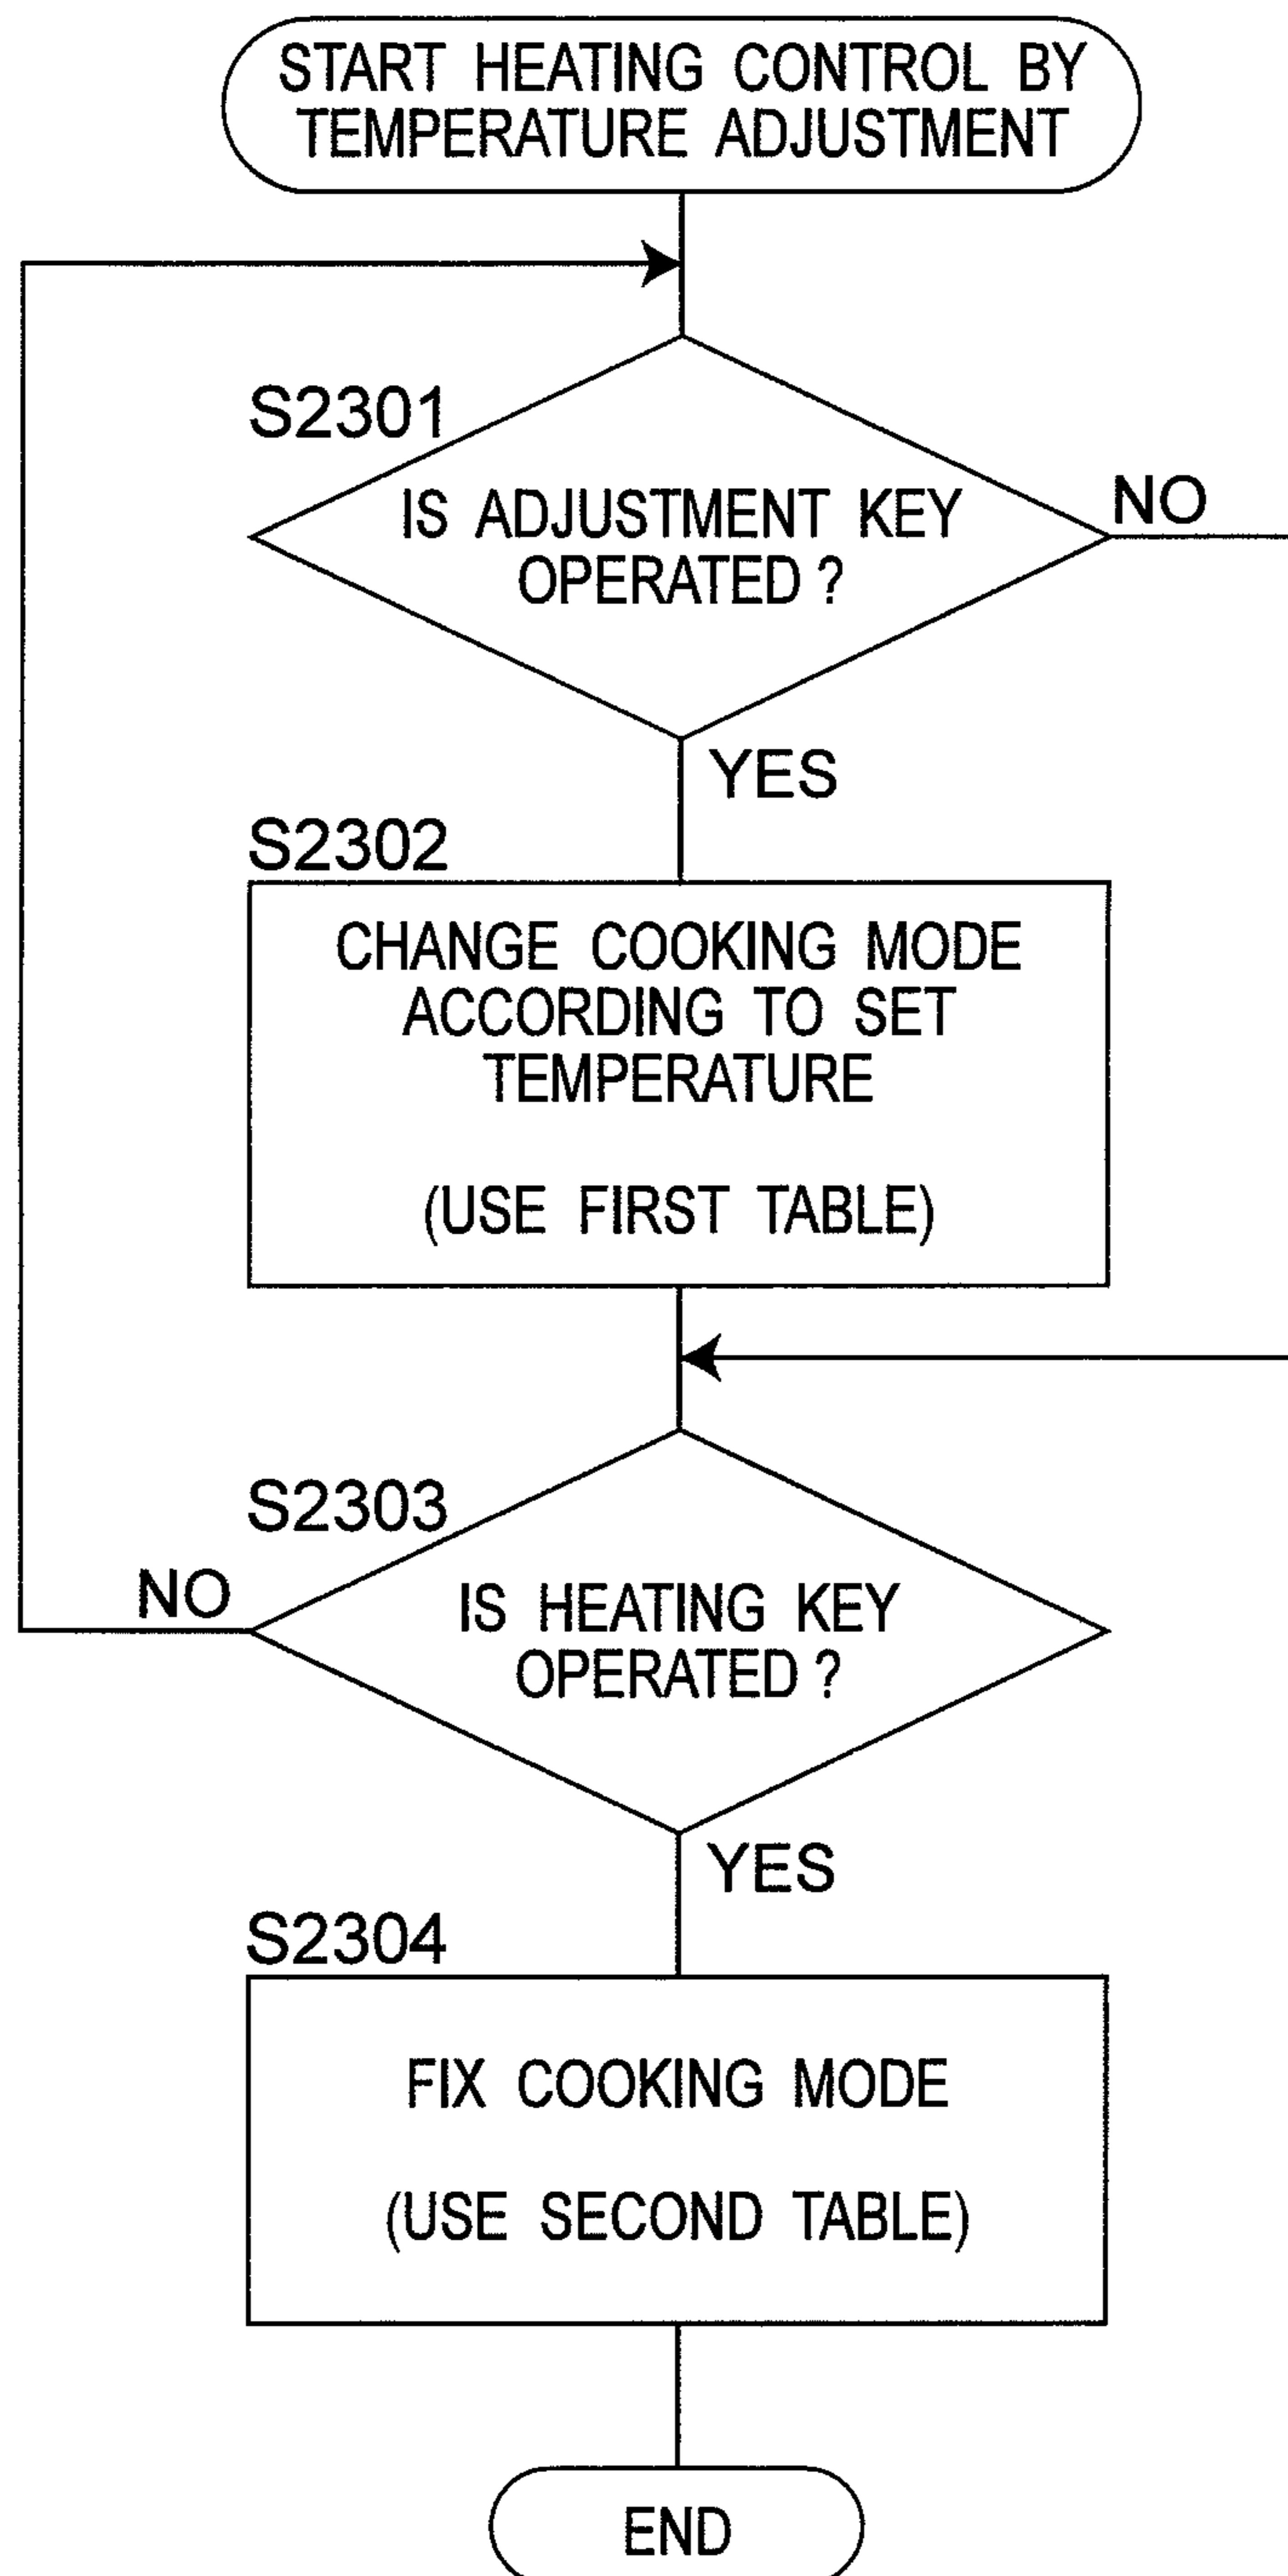 START HEATING CONTROL BY
TEMPERATURE ADJUSTMENT
S2301
IS ADJUSTMENT KEY
OPERATED ?
NO
YES
S2302
CHANGE COOKING MODE
ACCORDING TO SET
TEMPERATURE
(USE FIRST TABLE)
S2303
NO
IS HEATING KEY
OPERATED ?
YES
S2304
FIX COOKING MODE
(USE SECOND TABLE)
END